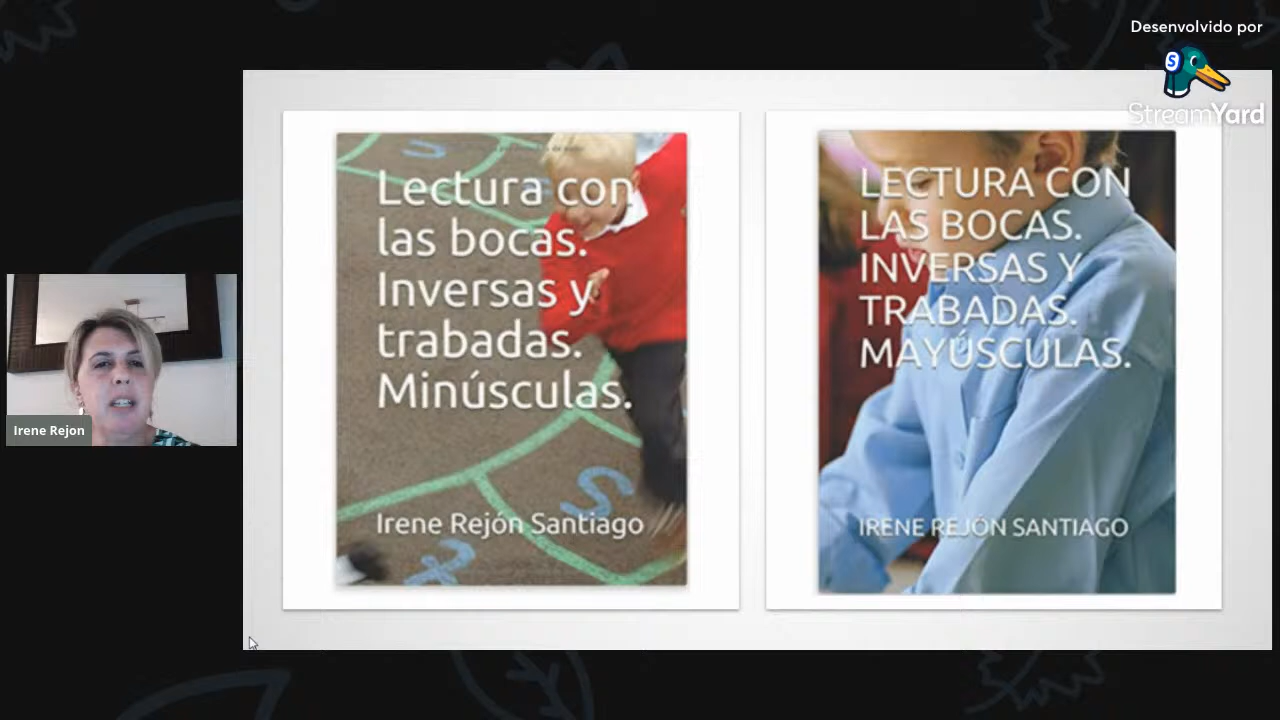 Desenvolvido por
StreamYard
Lectura con
las bocas.
Inversas y
trabadas.
Minúsculas.
Irene Rejón Santiago
LECTURA CON
LAS BOCAS.
INVERSAS Y
TRABADAS.
MAYÚSCULAS.
IRENE REJÓN SANTIAGO
Irene Rejon